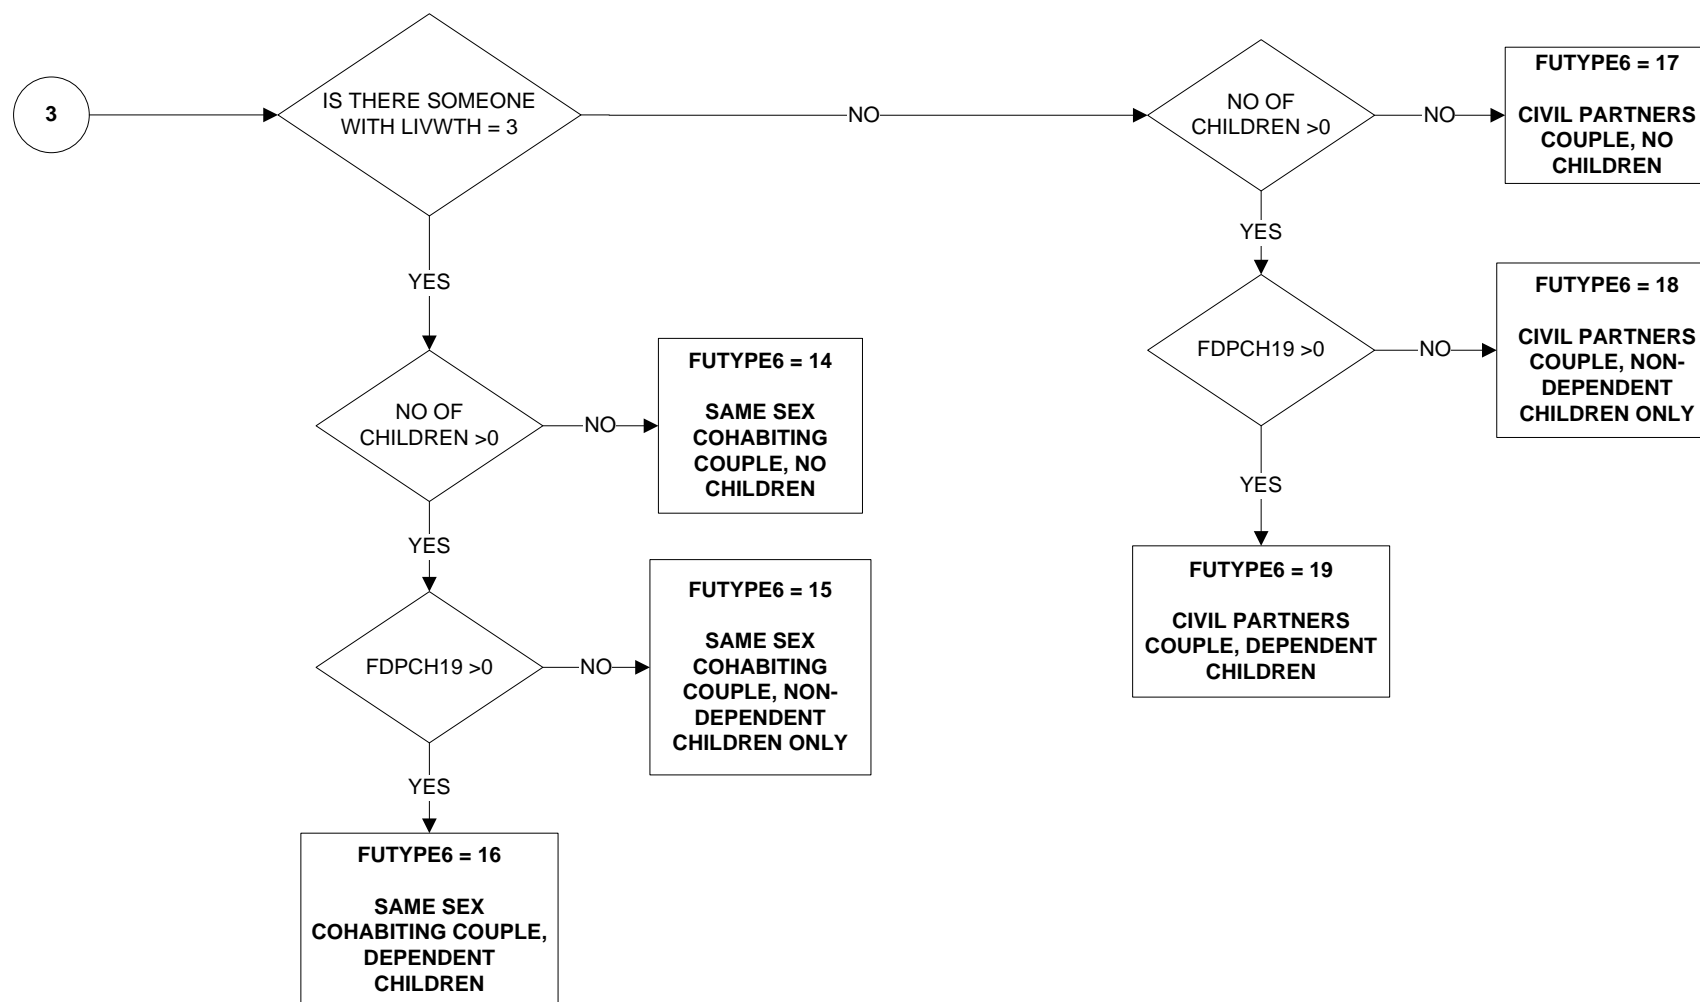 3
IS THERE SOMEONE
WITH LIVWTH = 3
NO
NO OF
CHILDREN >0
NO
FUTYPE6 = 17
CIVIL PARTNERS
COUPLE, NO
CHILDREN
YES
YES
FDPCH19 >0
NO
FUTYPE6 = 18
CIVIL PARTNERS
COUPLE, NON-
DEPENDENT
CHILDREN ONLY
NO OF
CHILDREN >0
NO
FUTYPE6 = 14
SAME SEX
COHABITING
COUPLE, NO
CHILDREN
YES
YES
FUTYPE6 = 19
CIVIL PARTNERS
COUPLE, DEPENDENT
CHILDREN
FDPCH19 >0
NO
FUTYPE6 = 15
SAME SEX
COHABITING
COUPLE, NON-
DEPENDENT
CHILDREN ONLY
YES
FUTYPE6 = 16
SAME SEX
COHABITING COUPLE,
DEPENDENT
CHILDREN